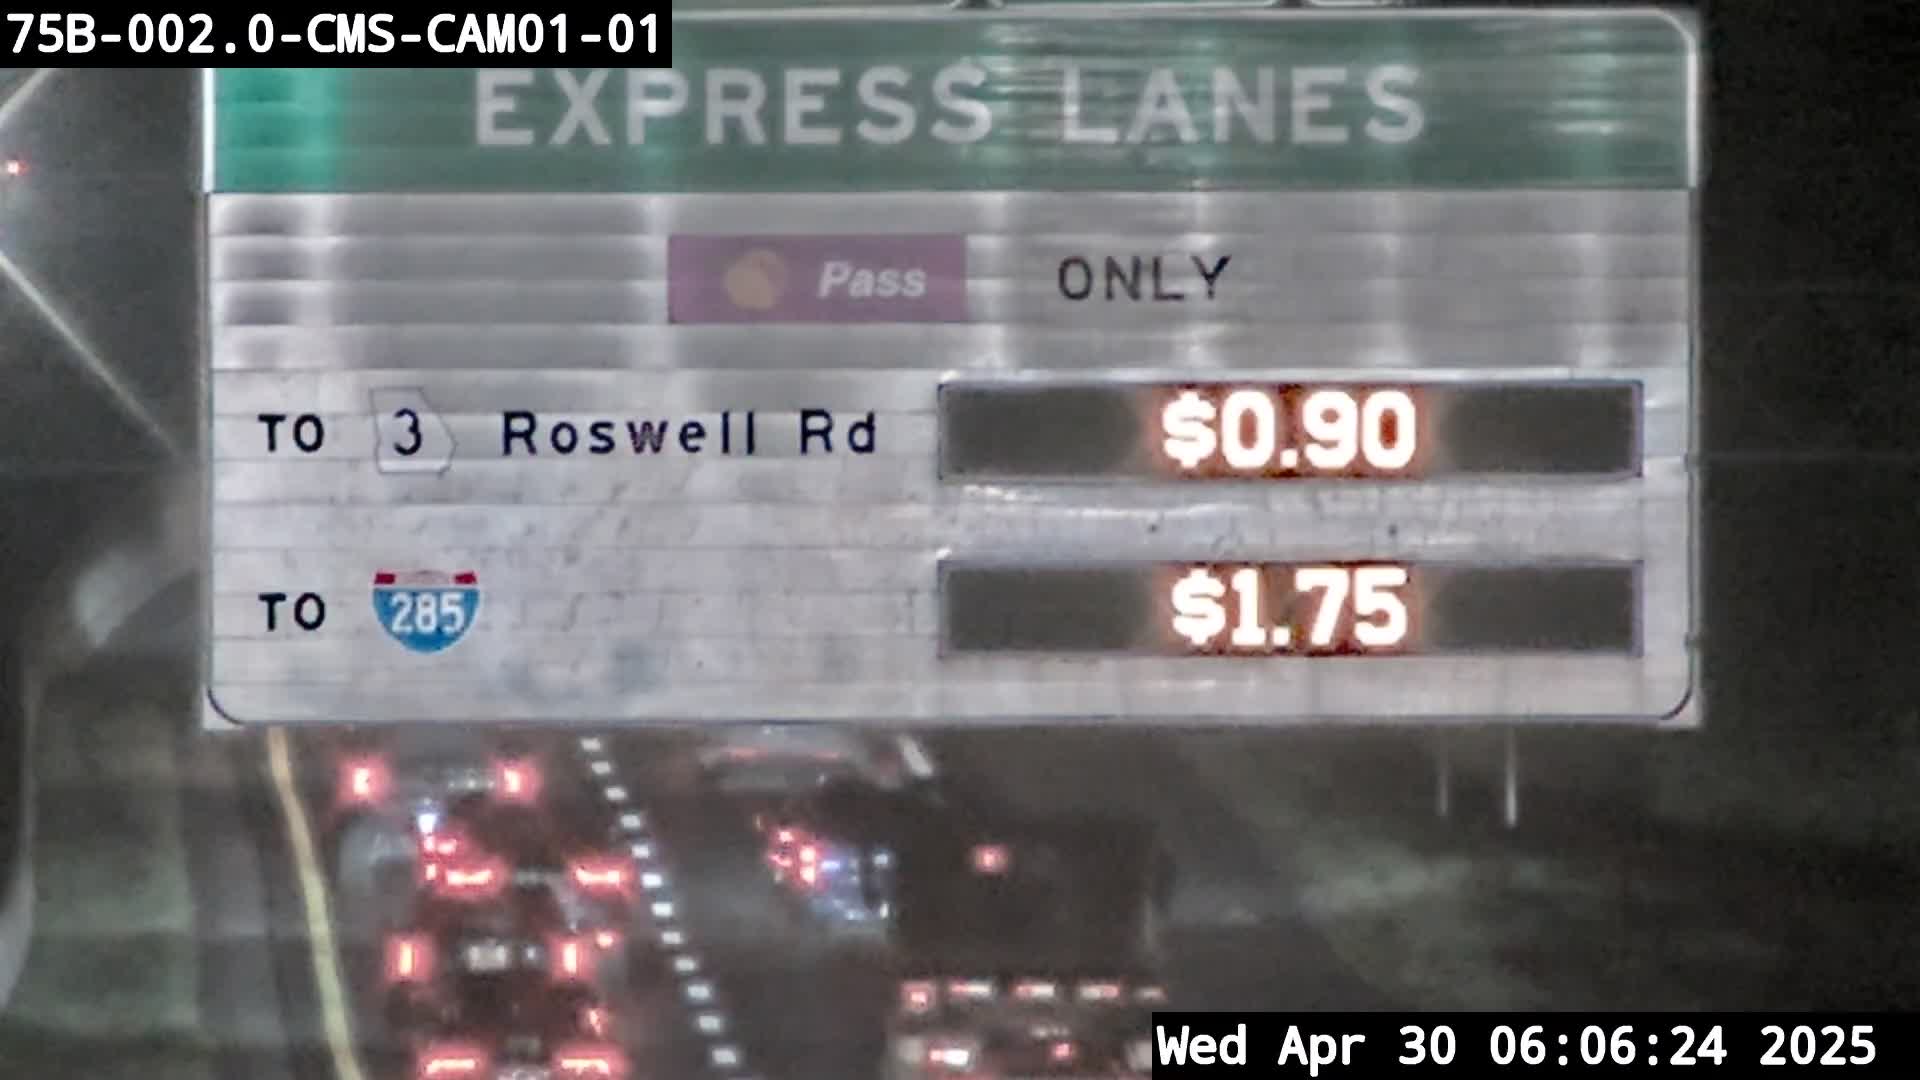 75B-002.0-CMS-CAM01-01
EXPRESS LANES
Pass ONLY
TO 3 Roswell Rd $0.90
TO 285 $1.75
Wed Apr 30 06:06:24 2025